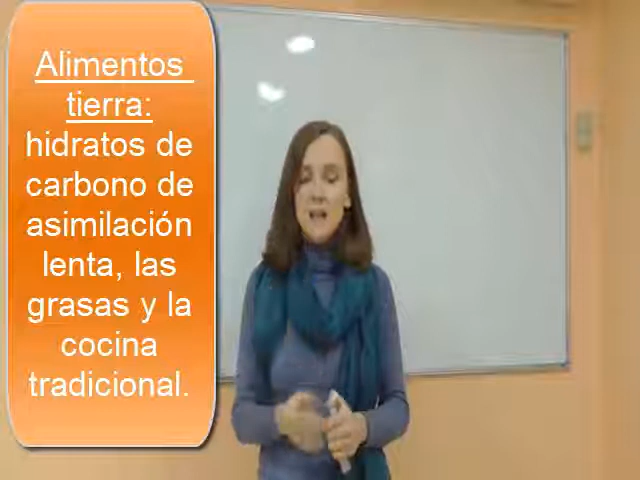 Alimentos
tierra:
hidratos de
carbono de
asimilación
lenta, las
grasas y la
cocina
tradicional.